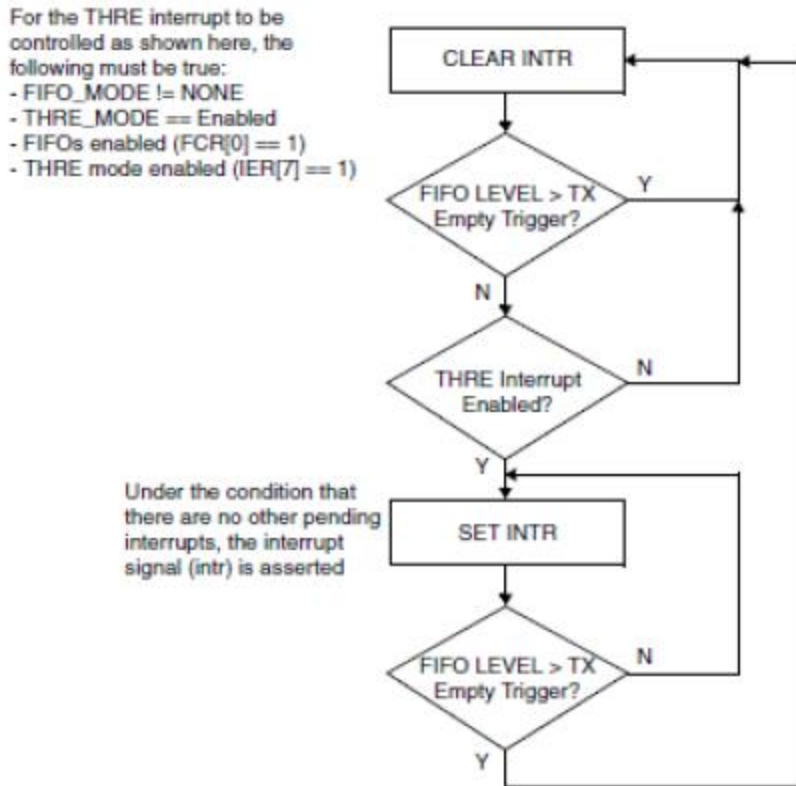 For the THRE interrupt to be
controlled as shown here, the
following must be true:
- FIFO_MODE != NONE
- THRE_MODE == Enabled
- FIFOs enabled (FCR[0] == 1)
- THRE mode enabled (IER[7] == 1)
CLEAR INTR
FIFO LEVEL > TX
Empty Trigger?
Y
N
THRE Interrupt
Enabled?
N
Y
Under the condition that
there are no other pending
interrupts, the interrupt
signal (intr) is asserted
SET INTR
FIFO LEVEL > TX
Empty Trigger?
N
Y